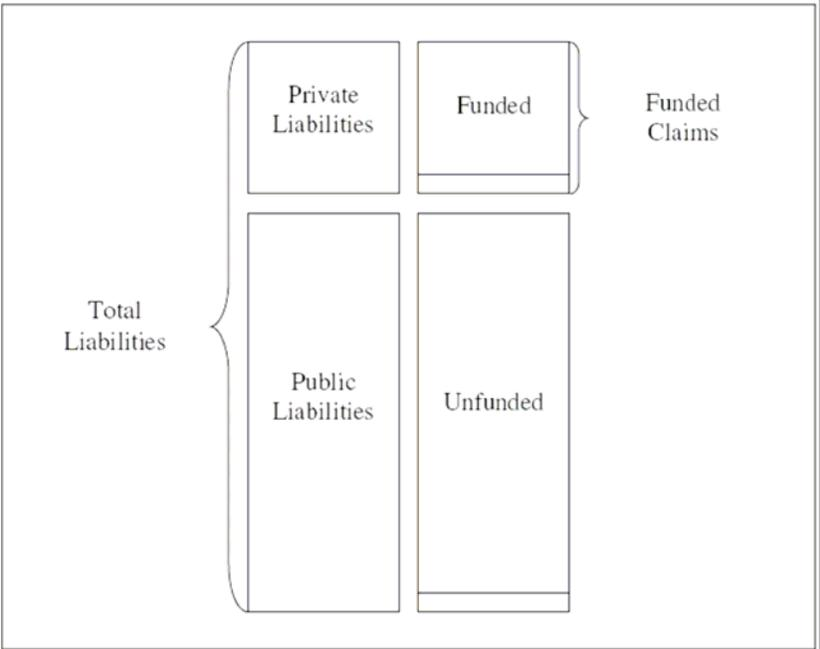 Private
Liabilities
Funded
Funded
Claims
Total
Liabilities
Public
Liabilities
Unfunded